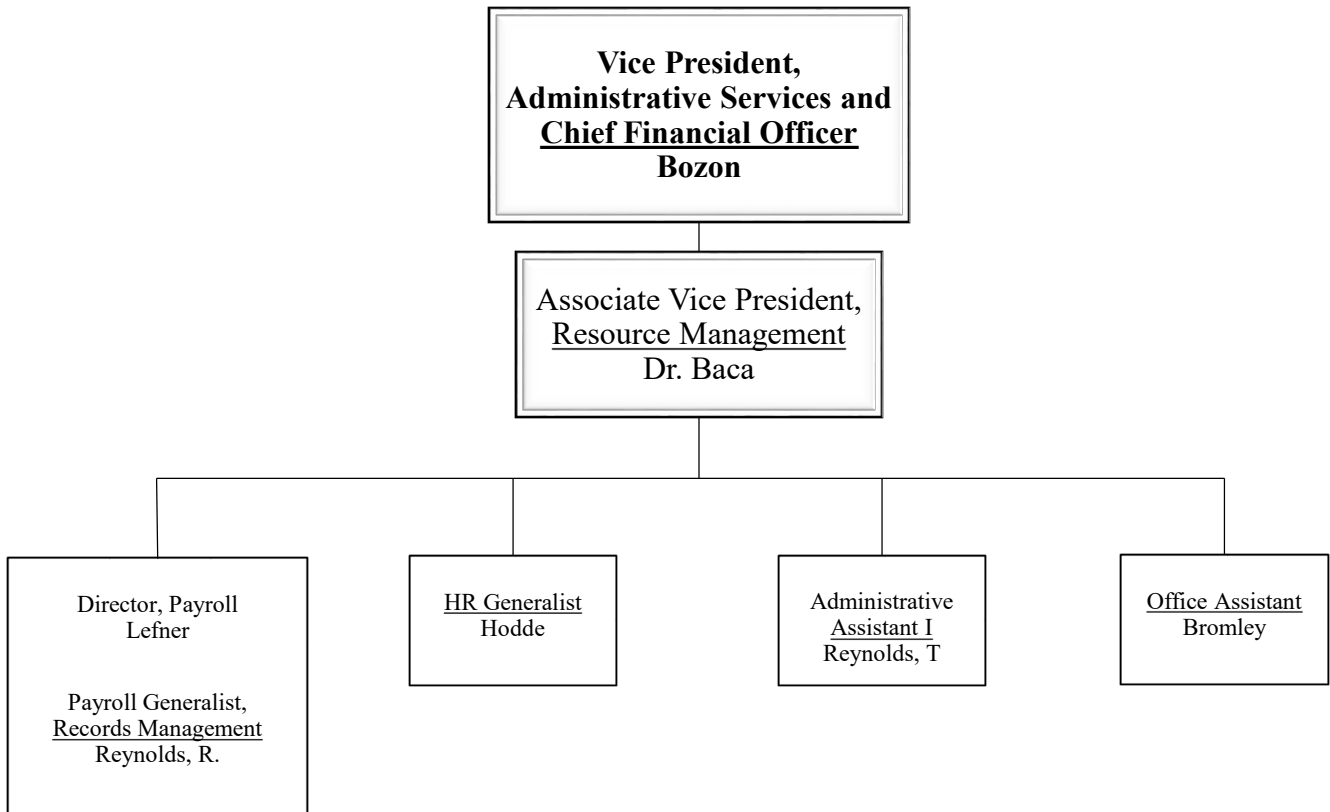 Vice President,
Administrative Services and
Chief Financial Officer
Bozon
Associate Vice President,
Resource Management
Dr. Baca
Director, Payroll
Lefner
Payroll Generalist,
Records Management
Reynolds, R.
HR Generalist
Hodde
Administrative
Assistant I
Reynolds, T
Office Assistant
Bromley